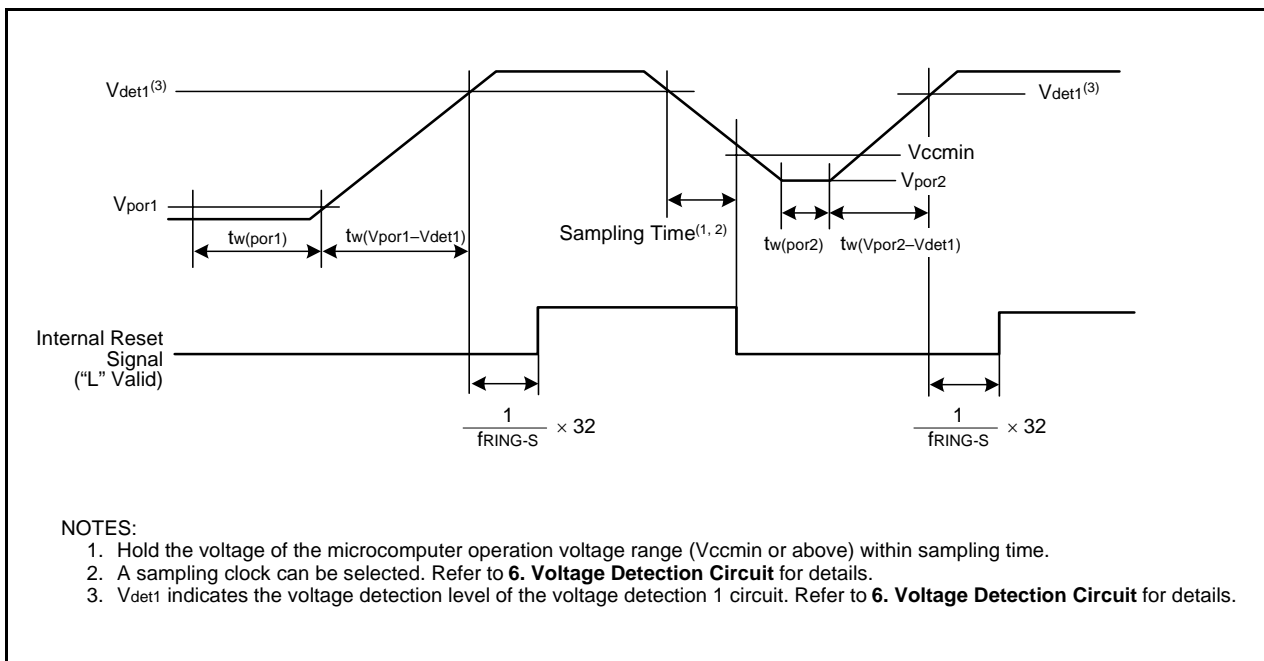 Vdet1(3)
Vdet1(3)
Vccmin
Vpor1
Vpor2
tw(por1)
tw(Vpor1–Vdet1)
Sampling Time(1, 2)
tw(por2)
tw(Vpor2–Vdet1)
Internal Reset
Signal
(“L” Valid)
1
fRING-S
× 32
1
fRING-S
× 32
NOTES:
1. Hold the voltage of the microcomputer operation voltage range (Vccmin or above) within sampling time.
2. A sampling clock can be selected. Refer to 6. Voltage Detection Circuit for details.
3. Vdet1 indicates the voltage detection level of the voltage detection 1 circuit. Refer to 6. Voltage Detection Circuit for details.